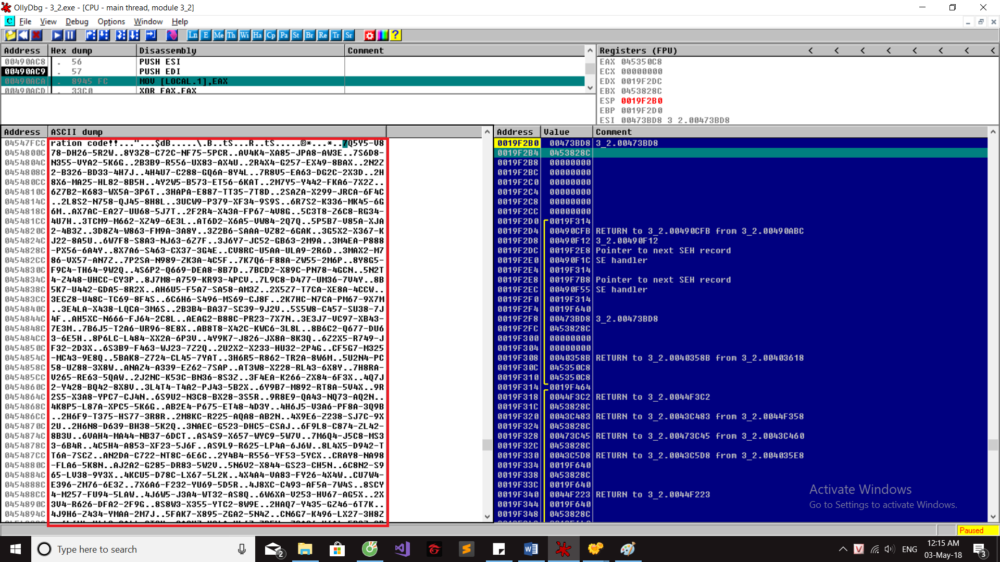 OllyDbg - 3_2.exe - [CPU - main thread, module 3_2]
C File View Debug Options Window Help
Ln E Me Th Wi Ha Cp Pa St Br Re Tr Sr ?
Address Hex dump Disassembly Comment
00490AC8 . 56 PUSH ESI
00490AC9 . 57 PUSH EDI
00490ACA . 8945 FC MOV [LOCAL.1],EAX
00490ACD . 33C0 XOR EAX,EAX
Registers (FPU) < < < < < < < <
EAX 045350C8
ECX 00000000
EDX 0019F2DC
EBX 0453828C
ESP 0019F2B0
EBP 0019F2D0
ESI 00473BD8 3_2.00473BD8
Address ASCII dump
04547FCC ration code!!..."...$dB.....\.B..tS...R..tS.....®*...*..7Q5Y5-V8
0454800C 78-DH26-5R2W..8Y3Z8-C72C-NF75-5PCR..AV4K4-XA85-JPA8-AW3E..7S6D8-
0454804C N355-VYA2-5K6G..2B3B9-R556-UX83-AX4U..2R4X4-G257-EX49-8BAX..2N2Z
0454808C 2-B326-BD33-4H7J..4H4U7-C288-GQ6A-8Y4L..7R8V5-EA63-DG2C-2X3D..2H
045480CC 8X6-MA25-HL82-8B5H..4Y2W5-B573-ET56-6KAT..2M7Y5-Y442-FKA6-7X2Z..
0454810C 6Z7B2-K683-WX5A-3P6T..3HAPA-E887-TT35-7T8D..2SAZA-X299-JRCA-6F4C
0454814C ..2L8S2-N758-QJ45-8H8L..3UCW9-P379-XF34-9S9S..6R7S2-K336-MK45-6G
0454818C 6M..AX7AC-EA27-UU68-5J7T..2F2R4-X43A-FP67-4V8G..5C3T8-Z6C8-RG34-
045481CC 4U7H..3TCM9-M662-XZ49-6E3L..AT6D2-X6A5-VW84-2Q7Q..5P5B7-V85A-XJA
0454820C 2-4B3Z..3D8Z4-W863-FM9A-3A8Y..3Z2B6-SAAA-VZ82-6GAK..3G5X2-X367-K
0454824C J22-8A5U..6W7F8-S8A3-NJ63-6Z7F..3J6Y7-JC52-GB63-2M9A..3M4EA-P888
0454828C -PX56-6A4Y..8X7A6-S463-CX37-3G4E..CV8RC-U5AA-ULA9-2R6D..3MAX2-M7
045482CC 86-VX57-AN7Z..7P2SA-N989-ZK3A-4C5F..7K7Q6-F88A-ZW55-2M6P..8Y8G5-
0454830C F9C4-TH64-9W2Q..4S6P2-Q669-DEA8-8B7D..7BCD2-X89C-PN78-4GCN..5N2T
0454834C 4-Z448-UHCC-CY3P..8J7M8-A759-KR93-4PCV..7L9C8-D477-UM36-7V4Y..8B
0454838C 5K7-U442-GDA5-8R2X..AH6U5-F5A7-SA58-AM3Z..2X5Z7-T7CA-XE8A-4CCW..
045483CC 3ECZ8-U48C-TC69-8F4S..6C6H6-S496-MS69-CJ8F..2K7HC-N7CA-PM67-9X7M
0454840C ..3E4LA-X438-LQCA-3M6S..2B3B4-BA37-SC39-9J2V..5S5W8-C457-SU38-7J
0454844C 4F..AH5XC-N666-FJ64-2C8L..AEAG2-B88C-PR23-7X7N..3E3J7-VC97-XB43-
0454848C 7E3M..7B6J5-T2A6-UR96-8E8X..AB8T8-X42C-KWC6-3L8L..8B6C2-Q677-DU6
045484CC 3-6E5H..8P6LC-L484-XX2A-6P3V..4Y9K7-J826-JX8A-8K3Q..6Z2X5-R749-J
0454850C F32-2D3X..6S3B9-F463-WJ23-7Z2Q..2U2X2-X233-HU32-2P4G..CF5G7-M325
0454854C -MC43-9E8Q..5BAK8-Z724-CL45-7YAT..3H6R5-R862-TR2A-8W6M..5U2N4-PC
0454858C 58-UZ88-3X8W..ANAZ4-A339-EZ62-7SAP..AT3W8-X228-RL43-6X8Y..7H8RA-
045485CC V265-RE63-5QAW..2J2NC-K53C-BN36-8S3Z..3F4EA-K266-ZX84-6F3X..4Q7J
0454860C 2-Y428-BQ42-8X8V..3L4T4-T4A2-PJ43-5B2X..6Y9B7-M892-RT8A-5V4X..9R
0454864C 2S5-X3A8-YPC7-CJ4N..6S9U2-N3C8-BX28-3S5R..9R8E9-QA43-NQ73-AQ2N..
0454868C 4K8P5-L87A-XPC5-5K6G..AB2E4-P675-ET48-4D3Y..4H6J5-V3A6-PF8A-3Q9B
045486CC ..2H6F9-T375-HS77-3R8R..2M8KC-R225-AQA8-AB2N..4X9E6-Z238-SJ7C-9X
0454870C 2U..2H6N8-D639-BH38-5K2Q..3NAEC-G523-DHC5-CSAJ..6F9L8-C874-ZL42-
0454874C 8B3U..6VAH4-MA44-NB37-6DCT..AS4S9-X657-WYC9-5W7V..7M6Q4-J5C8-MS3
0454878C 3-6B4R..4C5H4-A853-XF23-5J6F..AS9L9-R625-LP4A-6J6W..8L4X5-D942-T
045487CC T6A-7SCZ..AN2DA-C722-NT8C-6E6C..2Y4B4-R556-YF53-5YCX..CRAY8-NA98
0454880C -FLA6-5K8N..AJ2A2-G285-DR83-5W2V..5N6V2-X844-GS23-CH5N..6C8N2-S9
0454884C 65-LV38-9Y3X..4KCU5-D78C-LX67-5L2K..4X4A4-VA83-FY26-4X4W..CU7W4-
0454888C E396-ZM76-6E3Z..7X6A6-F232-YU69-5D5R..4J8XC-C493-AF5A-7W4S..8SCY
045488CC 4-M257-FU94-5LAW..4J6W5-J3A4-WT32-AS8Q..6W6XA-V253-HV67-AG5X..2X
0454890C 3V4-R626-DFA2-2F9G..8S8W3-X355-YTC2-8W9E..2HAQ7-Y435-GZ46-6T7K..
0454894C 4J9H6-Z434-YMAA-2M7J..5FAK7-X895-ZGA2-5N4Z..CN6G7-K496-LX27-3H8Z
Address Value Comment
0019F2B0 00473BD8 3_2.00473BD8
0019F2B4 0453828C
0019F2B8 00000000
0019F2BC 00000000
0019F2C0 00000000
0019F2C4 00000000
0019F2C8 00000000
0019F2CC 00000000
0019F2D0 0019F314
0019F2D4 00490CFB RETURN to 3_2.00490CFB from 3_2.00490ABC
0019F2D8 00490F12 3_2.00490F12
0019F2DC 0019F2E8 Pointer to next SEH record
0019F2E0 00490F1C SE handler
0019F2E4 0019F314
0019F2E8 0019F7B8 Pointer to next SEH record
0019F2EC 00490F55 SE handler
0019F2F0 0019F314
0019F2F4 0019F640
0019F2F8 00473BD8 3_2.00473BD8
0019F2FC 0453828C
0019F300 00000000
0019F304 00000000
0019F308 0040358B RETURN to 3_2.0040358B from 3_2.00403618
0019F30C 045350C8
0019F310 045350C8
0019F314 0019F464
0019F318 0044F3C2 RETURN to 3_2.0044F3C2
0019F31C 0453828C
0019F320 0043C483 RETURN to 3_2.0043C483 from 3_2.0044F358
0019F324 0453828C
0019F328 00473C45 RETURN to 3_2.00473C45 from 3_2.0043C460
0019F32C 0453828C
0019F330 0043C5D8 RETURN to 3_2.0043C5D8 from 3_2.004035E8
0019F334 0019F640
0019F338 0453828C
0019F33C 0019F640
0019F340 0044F223 RETURN to 3_2.0044F223
0019F344 0019F640
0019F348 0453828C
Activate Windows
Go to Settings to activate Windows.
Paused
Type here to search
2
ENG
12:15 AM
03-May-18
3